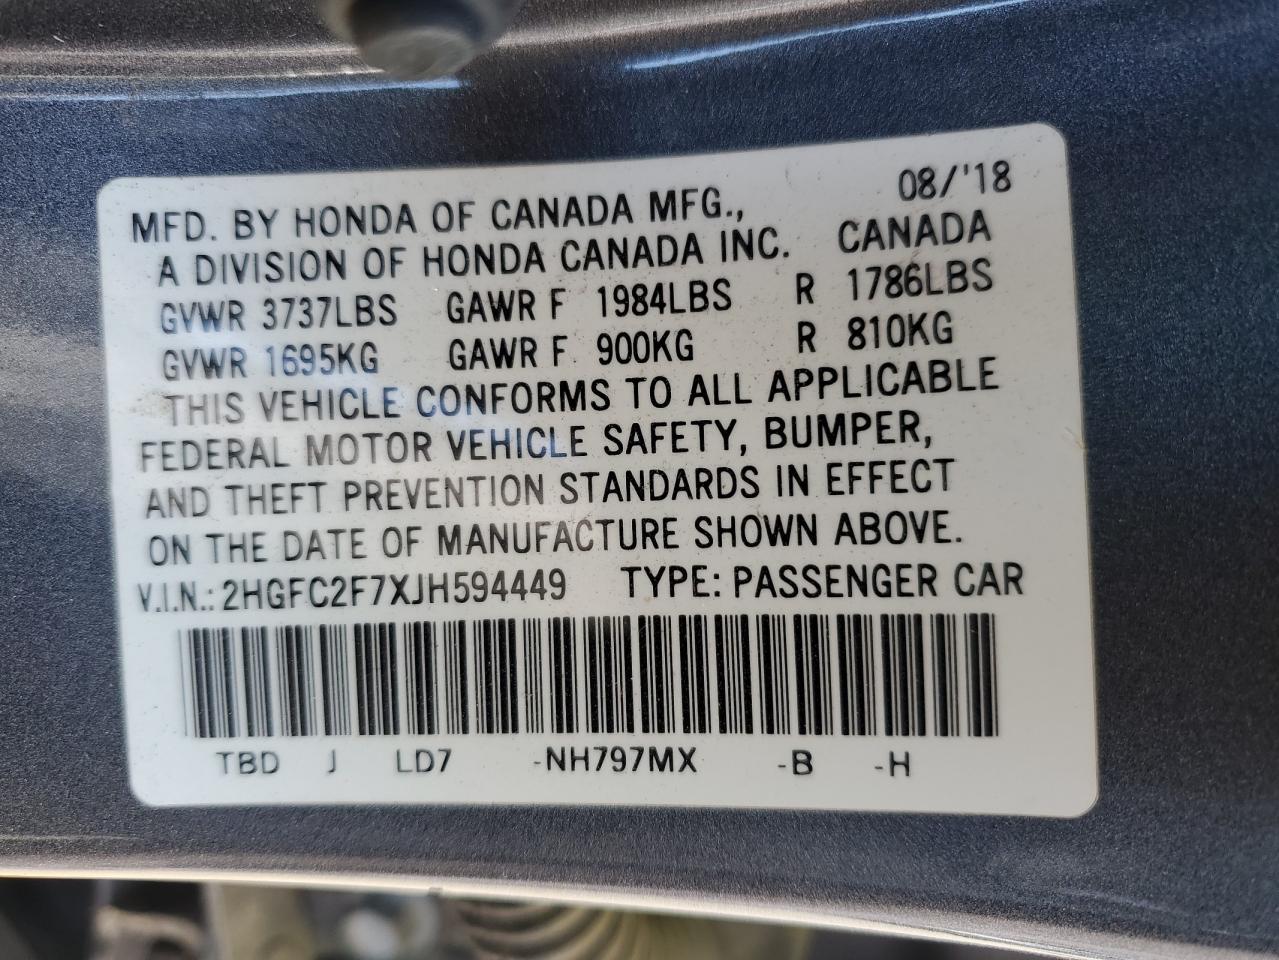 08/'18
MFD. BY HONDA OF CANADA MFG.,
A DIVISION OF HONDA CANADA INC. CANADA
GVWR 3737LBS GAWR F 1984LBS R 1786LBS
GVWR 1695KG GAWR F 900KG R 810KG
THIS VEHICLE CONFORMS TO ALL APPLICABLE
FEDERAL MOTOR VEHICLE SAFETY, BUMPER,
AND THEFT PREVENTION STANDARDS IN EFFECT
ON THE DATE OF MANUFACTURE SHOWN ABOVE.
V.I.N.: 2HGFC2F7XJH594449 TYPE: PASSENGER CAR
TBD J LD7 -NH797MX -B -H